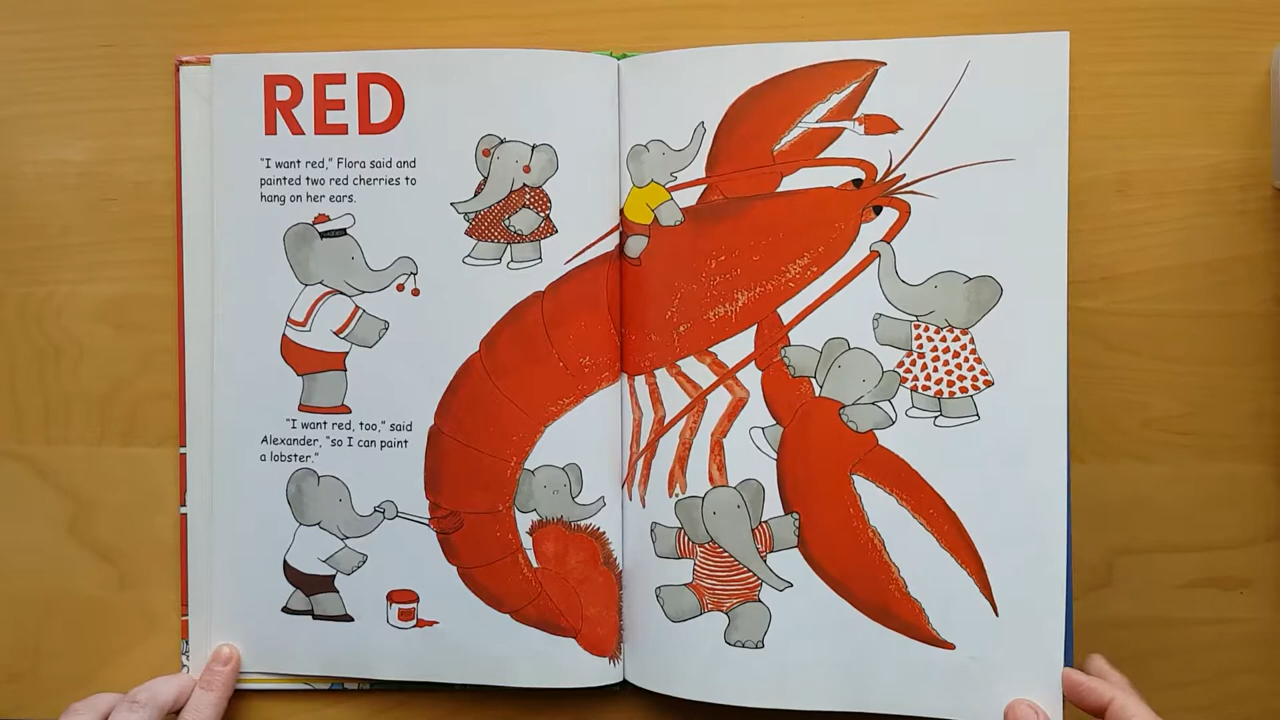 RED
"I want red," Flora said and
painted two red cherries to
hang on her ears.
"I want red, too," said
Alexander, "so I can paint
a lobster."